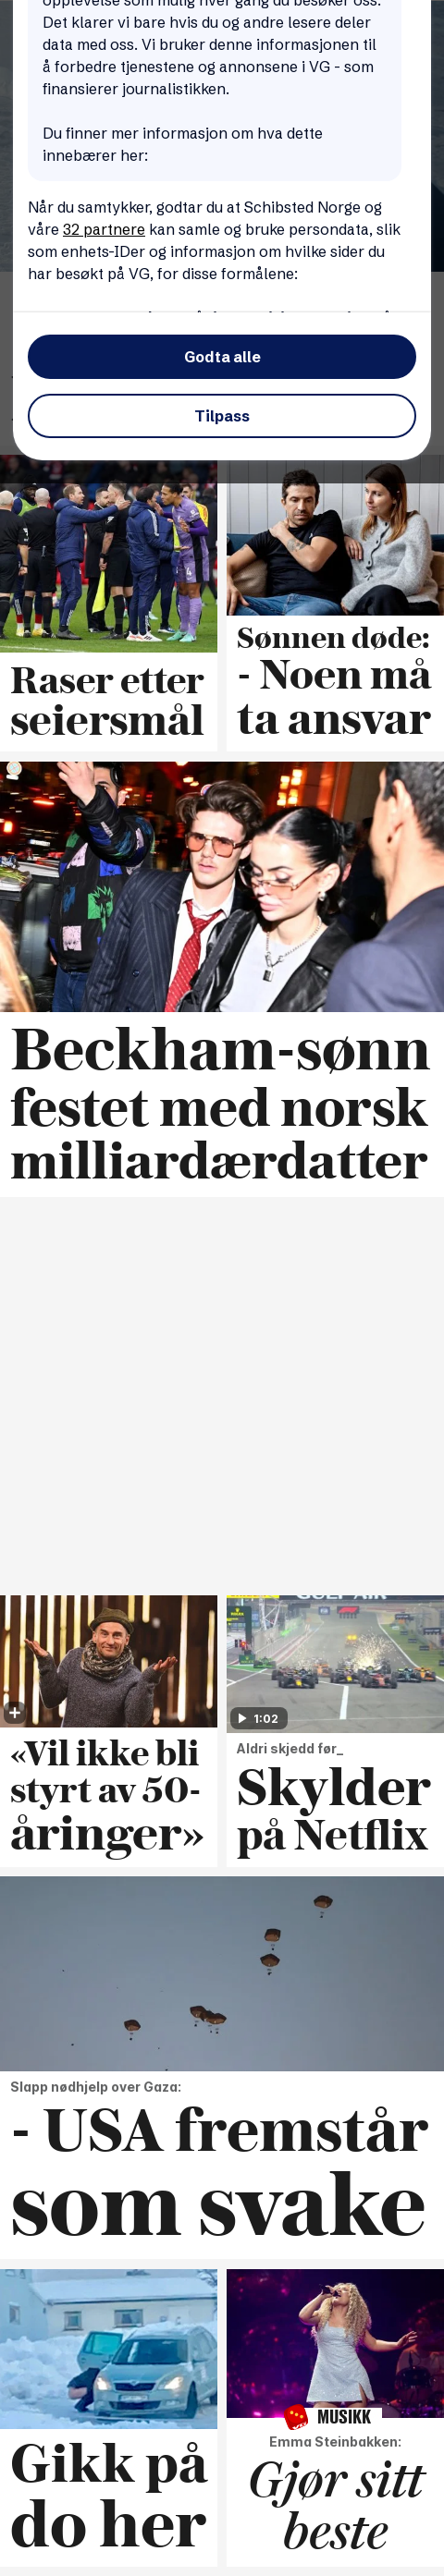 opplevelse som mulig hver gang du besøker oss.
Det klarer vi bare hvis du og andre lesere deler
data med oss. Vi bruker denne informasjonen til
å forbedre tjenestene og annonsene i VG - som
finansierer journalistikken.
Du finner mer informasjon om hva dette
innebærer her:
Når du samtykker, godtar du at Schibsted Norge og
våre 32 partnere kan samle og bruke persondata, slik
som enhets-IDer og informasjon om hvilke sider du
har besøkt på VG, for disse formålene:
Godta alle
Tilpass
Raser etter
seiersmål
Sønnen døde:
- Noen må
ta ansvar
Beckham-sønn
festet med norsk
milliardærdatter
«Vil ikke bli
styrt av 50-
åringer»
GULF AIR
1:02
Aldri skjedd før_
Skylder
på Netflix
Slapp nødhjelp over Gaza:
- USA fremstår
som svake
Gikk på
do her
MUSIKK
Emma Steinbakken:
Gjør sitt
beste